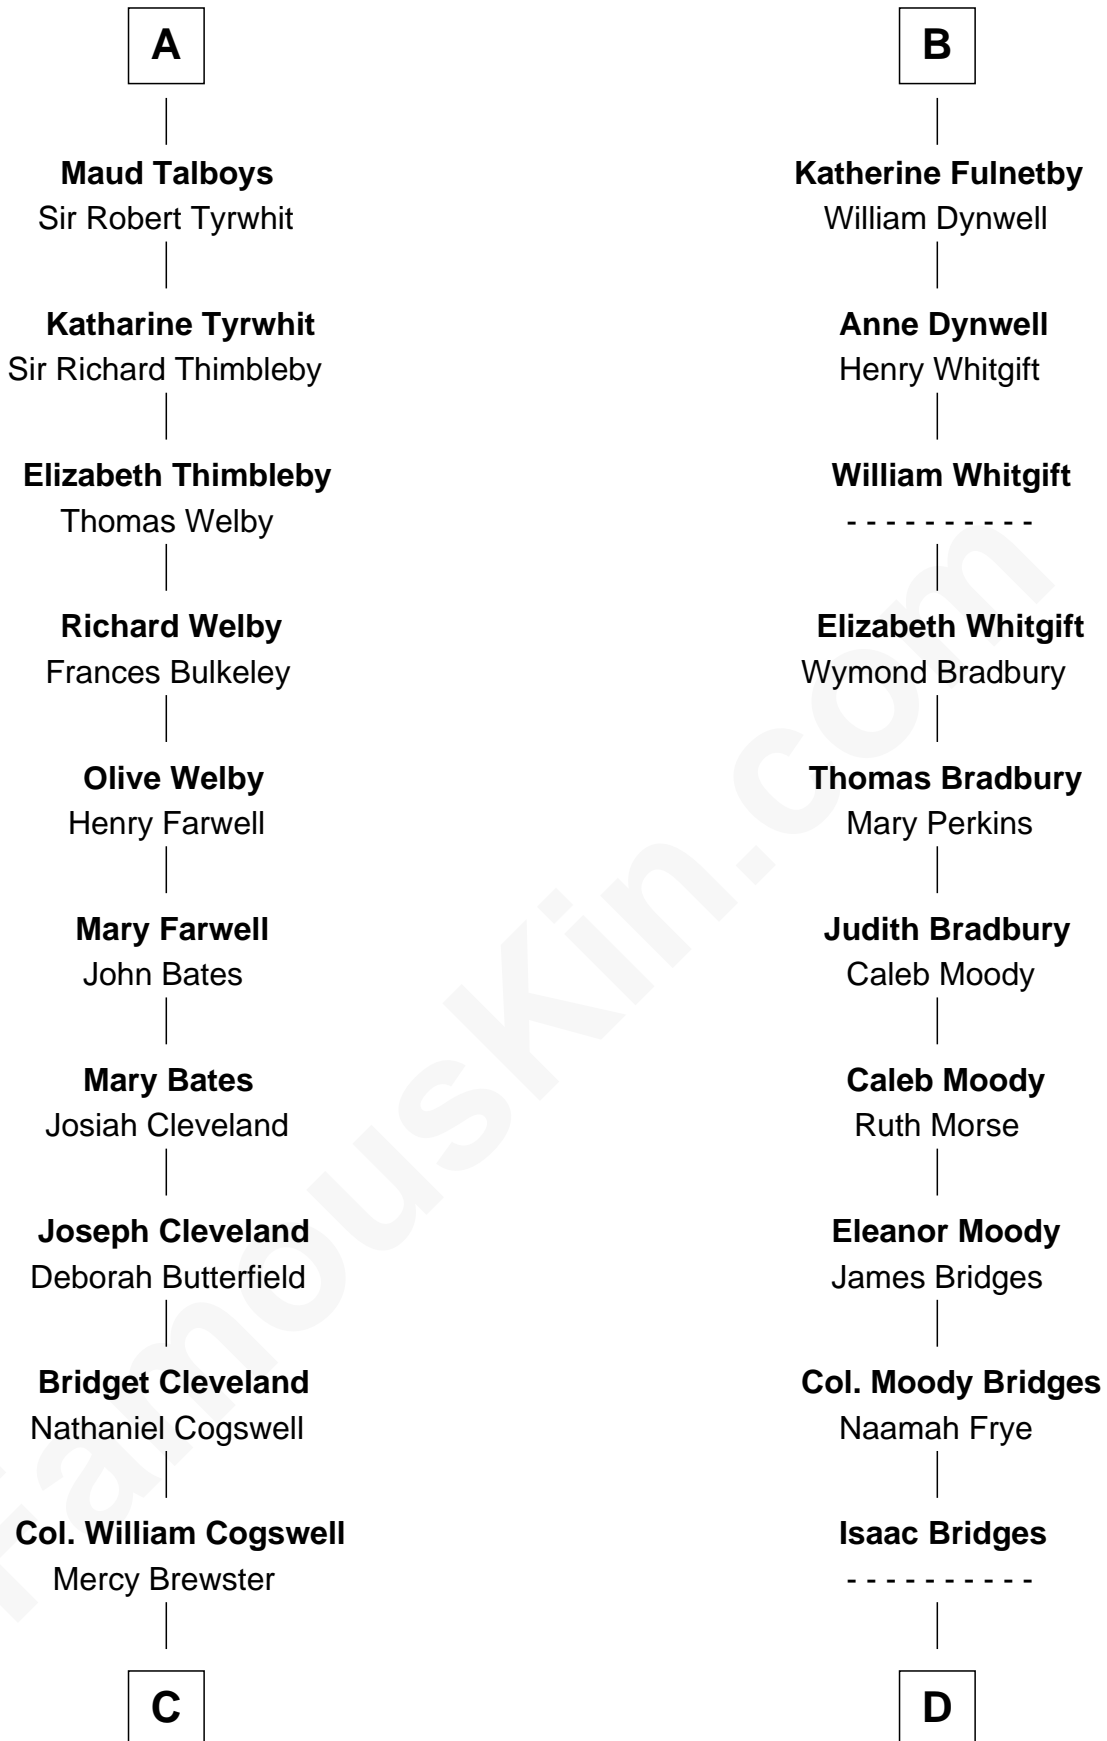 A
Maud Talboys
Sir Robert Tyrwhit
Katharine Tyrwhit
Sir Richard Thimbleby
Elizabeth Thimbleby
Thomas Welby
Richard Welby
Frances Bulkeley
Olive Welby
Henry Farwell
Mary Farwell
John Bates
Mary Bates
Josiah Cleveland
Joseph Cleveland
Deborah Butterfield
Bridget Cleveland
Nathaniel Cogswell
Col. William Cogswell
Mercy Brewster
C
B
Katherine Fulnetby
William Dynwell
Anne Dynwell
Henry Whitgift
William Whitgift
- - - - - - - - - -
Elizabeth Whitgift
Wymond Bradbury
Thomas Bradbury
Mary Perkins
Judith Bradbury
Caleb Moody
Caleb Moody
Ruth Morse
Eleanor Moody
James Bridges
Col. Moody Bridges
Naamah Frye
Isaac Bridges
- - - - - - - - - -
D
FamousKin.com